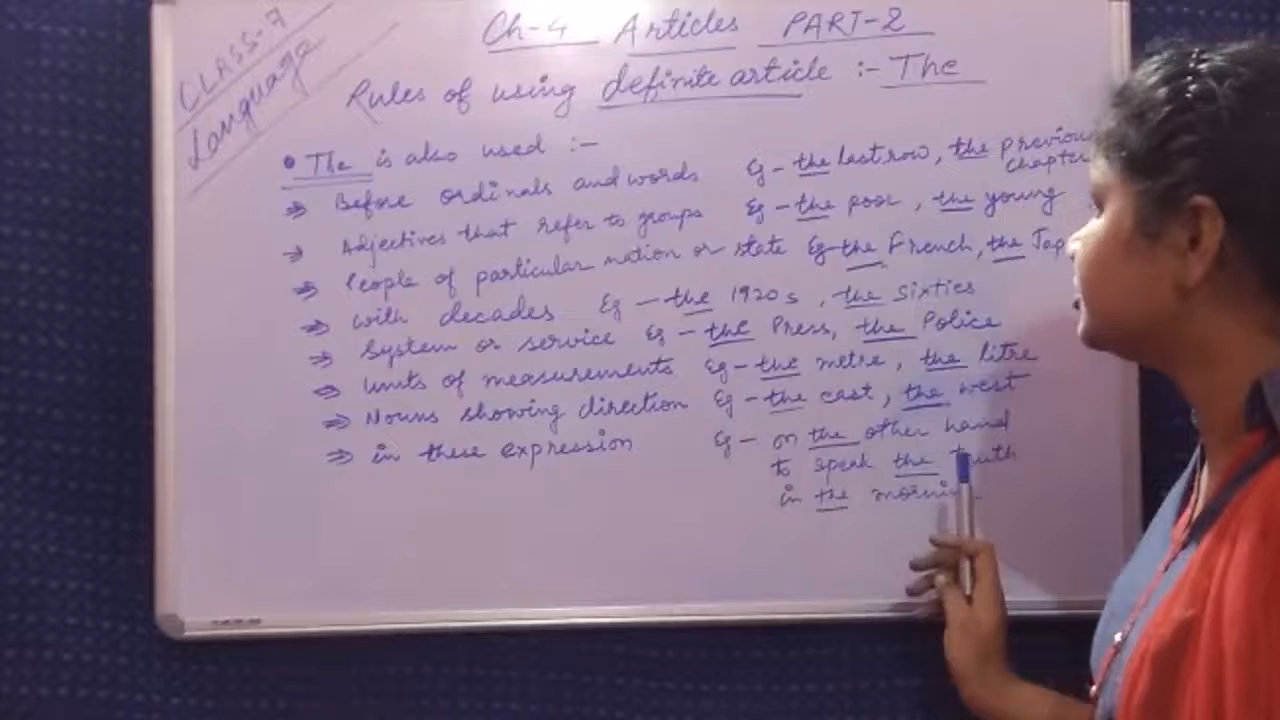 CLASS-7
Language
Ch-4 Articles PART-2
Rules of using definite article :- The
• The is also used :-
⇒ Before ordinals and words Eg - the last row, the previous chapter
⇒ Adjectives that refer to groups Eg - the poor, the young
⇒ People of particular nation or state Eg - the French, the Jap
⇒ with decades Eg - the 1920s, the sixties
⇒ System or service Eg - the Press, the Police
⇒ Units of measurements Eg - the metre, the litre
⇒ Nouns showing direction Eg - the east, the west
⇒ in these expression Eg - on the other hand
to speak the truth
in the morning.